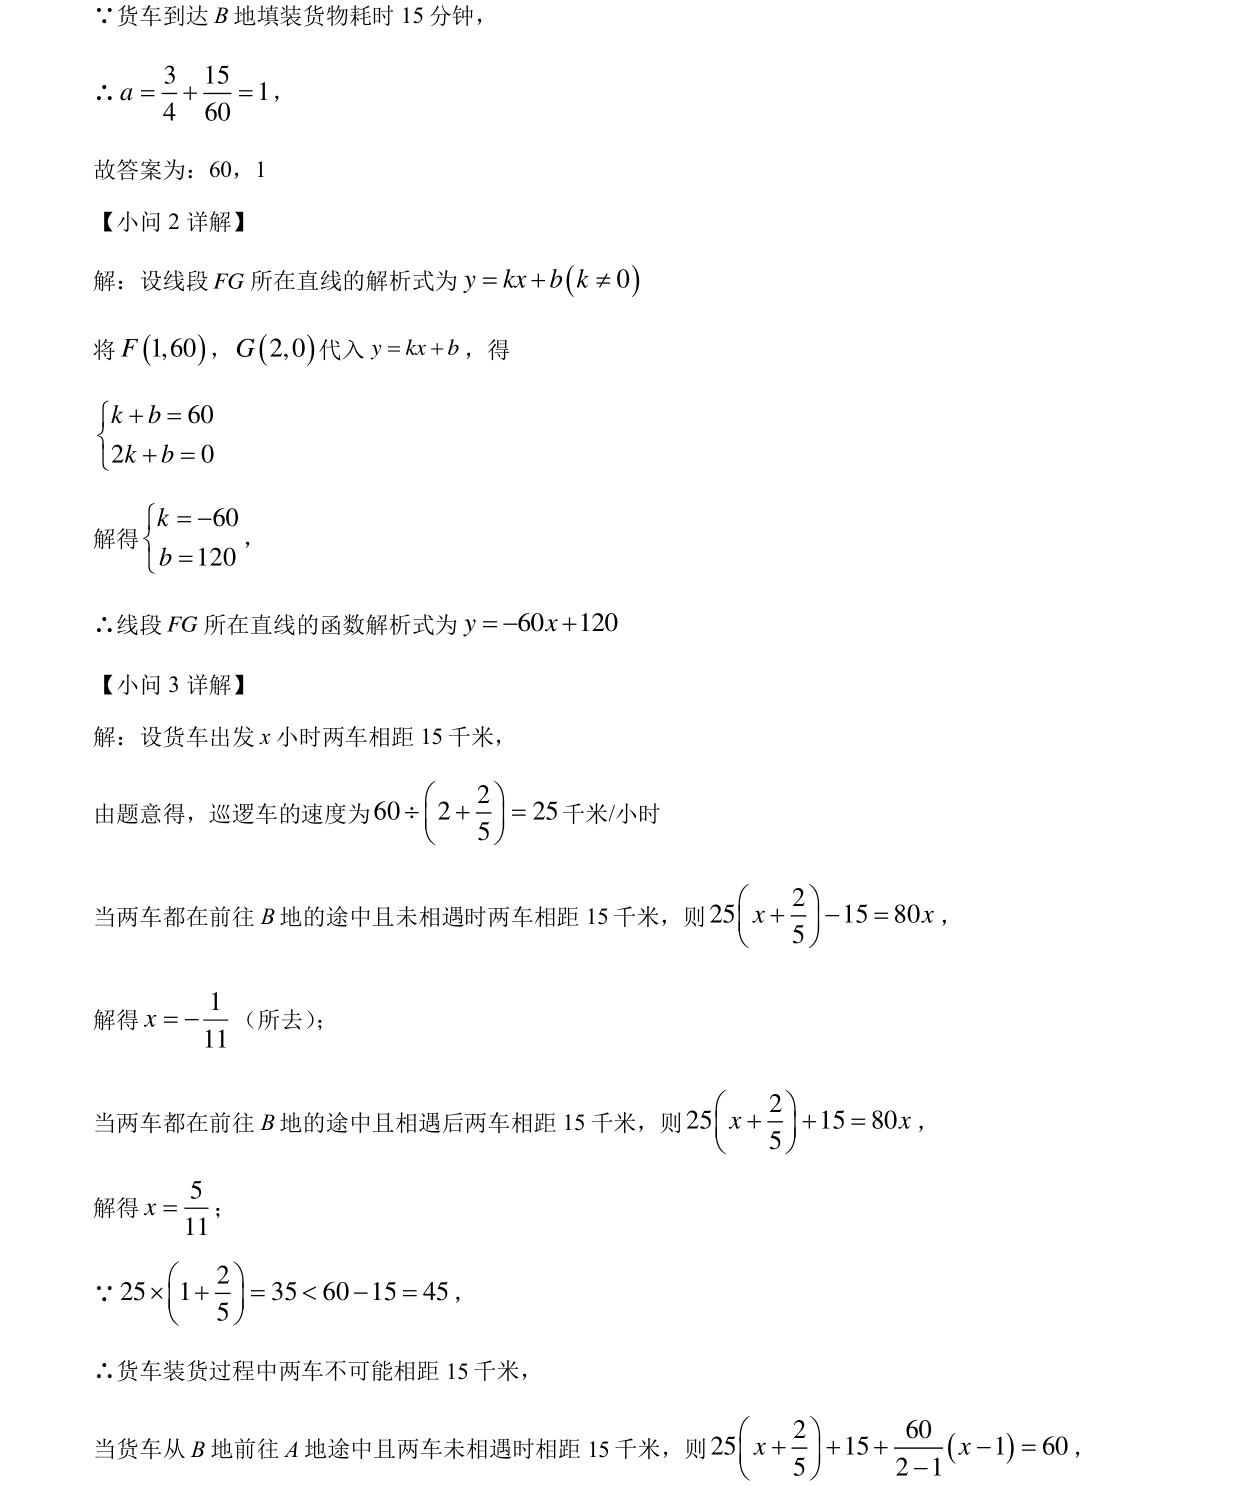 ∵货车到达 B 地填装货物耗时 15 分钟，
∴ a = 3/4 + 15/60 = 1，
故答案为：60，1
【小问 2 详解】
解：设线段 FG 所在直线的解析式为 y = kx + b(k ≠ 0)
将 F(1,60)，G(2,0)代入 y = kx + b，得
{k + b = 60
2k + b = 0
解得{k = −60
b = 120，
∴线段 FG 所在直线的函数解析式为 y = −60x + 120
【小问 3 详解】
解：设货车出发 x 小时两车相距 15 千米，
由题意得，巡逻车的速度为 60 ÷ (2 + 2/5) = 25 千米/小时
当两车都在前往 B 地的途中且未相遇时两车相距 15 千米，则 25(x + 2/5) − 15 = 80x，
解得 x = −1/11（所去）；
当两车都在前往 B 地的途中且相遇后两车相距 15 千米，则 25(x + 2/5) + 15 = 80x，
解得 x = 5/11；
∵ 25 × (1 + 2/5) = 35 < 60 − 15 = 45，
∴货车装货过程中两车不可能相距 15 千米，
当货车从 B 地前往 A 地途中且两车未相遇时相距 15 千米，则 25(x + 2/5) + 15 + 60/(2−1) (x − 1) = 60，